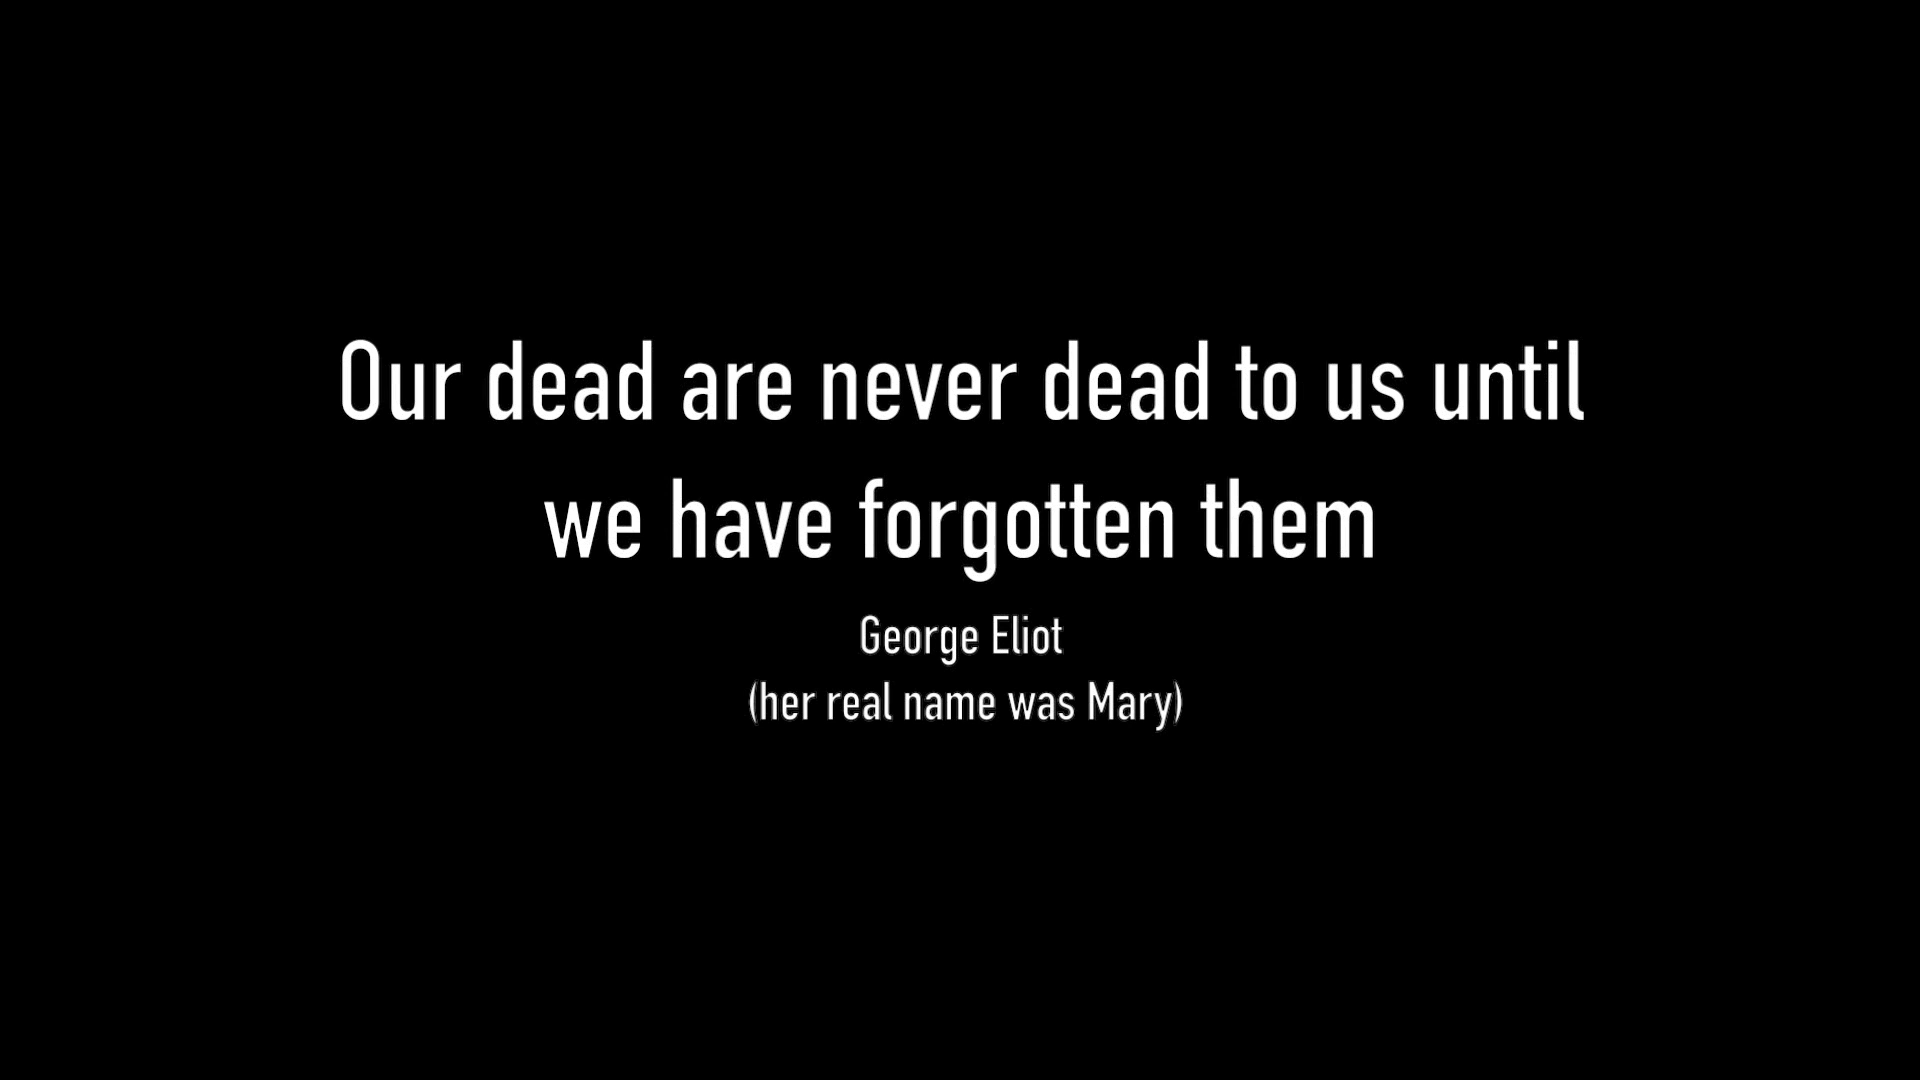 Our dead are never dead to us until
we have forgotten them
George Eliot
(her real name was Mary)